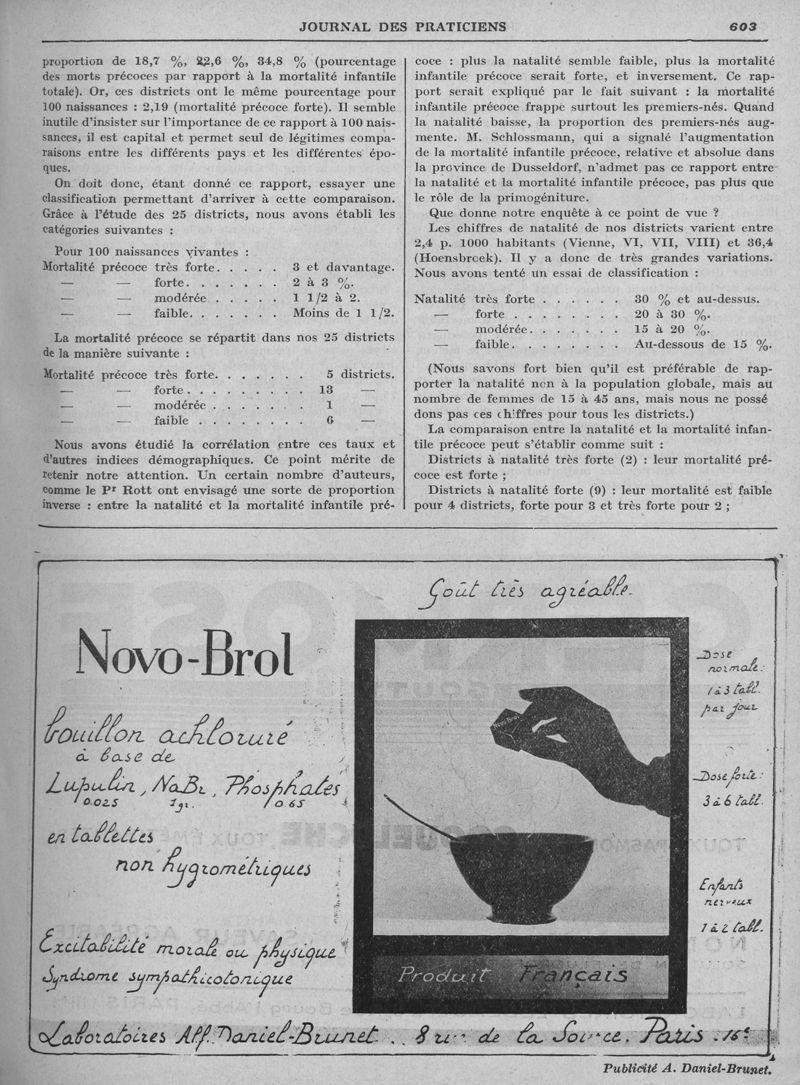 JOURNAL DES PRATICIENS 603
proportion de 18,7 %, 22,6 %, 34,8 % (pourcentage
des morts précoces par rapport à la mortalité infantile
totale). Or, ces districts ont le même pourcentage pour
100 naissances : 2,19 (mortalité précoce forte). Il semble
inutile d'insister sur l'importance de ce rapport à 100 nais-
sances, il est capital et permet seul de légitimes compa-
raisons entre les différents pays et les différentes épo-
ques.
On doit donc, étant donné ce rapport, essayer une
classification permettant d'arriver à cette comparaison.
Grâce à l'étude des 25 districts, nous avons établi les
catégories suivantes :
Pour 100 naissances vivantes :
Mortalité précoce très forte. . . . . 3 et davantage.
— — forte. . . . . . . 2 à 3 %.
— — modérée . . . . . 1 1/2 à 2.
— — faible. . . . . . . Moins de 1 1/2.
La mortalité précoce se répartit dans nos 25 districts
de la manière suivante :
Mortalité précoce très forte. . . . . . . 5 districts.
— — forte . . . . . . . . . 13 —
— — modérée . . . . . . . 1 —
— — faible . . . . . . . . 6 —
Nous avons étudié la corrélation entre ces taux et
d'autres indices démographiques. Ce point mérite de
retenir notre attention. Un certain nombre d'auteurs,
comme le Pr Rott ont envisagé une sorte de proportion
inverse : entre la natalité et la mortalité infantile pré-
coce : plus la natalité semble faible, plus la mortalité
infantile précoce serait forte, et inversement. Ce rap-
port serait expliqué par le fait suivant : la mortalité
infantile précoce frappe surtout les premiers-nés. Quand
la natalité baisse, la proportion des premiers-nés aug-
mente. M. Schlossmann, qui a signalé l'augmentation
de la mortalité infantile précoce, relative et absolue dans
la province de Dusseldorf, n'admet pas ce rapport entre
la natalité et la mortalité infantile précoce, pas plus que
le rôle de la primogéniture.
Que donne notre enquête à ce point de vue ?
Les chiffres de natalité de nos districts varient entre
2,4 p. 1000 habitants (Vienne, VI, VII, VIII) et 36,4
(Hoensbroek). Il y a donc de très grandes variations.
Nous avons tenté un essai de classification :
Natalité très forte . . . . . . 30 % et au-dessus.
— forte . . . . . . . . 20 à 30 %.
— modérée . . . . . . 15 à 20 %.
— faible. . . . . . . . Au-dessous de 15 %.
(Nous savons fort bien qu'il est préférable de rap-
porter la natalité non à la population globale, mais au
nombre de femmes de 15 à 45 ans, mais nous ne possé
dons pas ces chiffres pour tous les districts.)
La comparaison entre la natalité et la mortalité infan-
tile précoce peut s'établir comme suit :
Districts à natalité très forte (2) : leur mortalité pré-
coce est forte ;
Districts à natalité forte (9) : leur mortalité est faible
pour 4 districts, forte pour 3 et très forte pour 2 ;
Goût très agréable.
Novo-Brol
bouillon achloruré
à base de
Lupulin, NaBr, Phosphates
0.025 1gr. 0.65
en tablettes
non hygrométriques
Excitabilité morale ou physique
Syndrome sympathicotonique
Novo-Brol
Produit Français
Dose
normale :
1 à 3 tabl.
par jour
Dose forte :
3 à 6 tabl.
Enfants
nerveux
1 à 2 tabl.
Laboratoires Aff. Daniel-Brunet . . 8 rue de la Source. Paris . 16e
Publicité A. Daniel-Brunet.